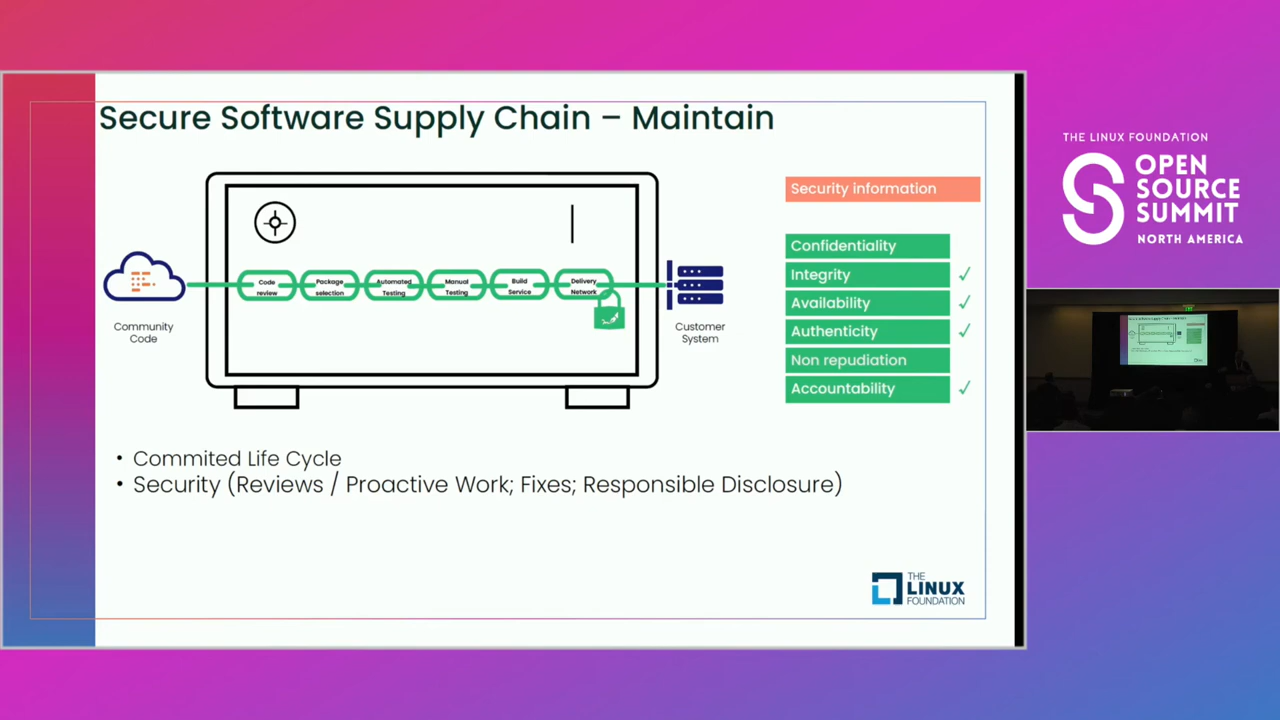 Secure Software Supply Chain – Maintain
Code
review
Package
selection
Automated
Testing
Manual
Testing
Build
Service
Delivery
Network
Community
Code
Customer
System
Security information
Confidentiality
Integrity ✓
Availability ✓
Authenticity ✓
Non repudiation
Accountability ✓
• Commited Life Cycle
• Security (Reviews / Proactive Work; Fixes; Responsible Disclosure)
THE
LINUX
FOUNDATION
THE LINUX FOUNDATION
OPEN
SOURCE
SUMMIT
NORTH AMERICA